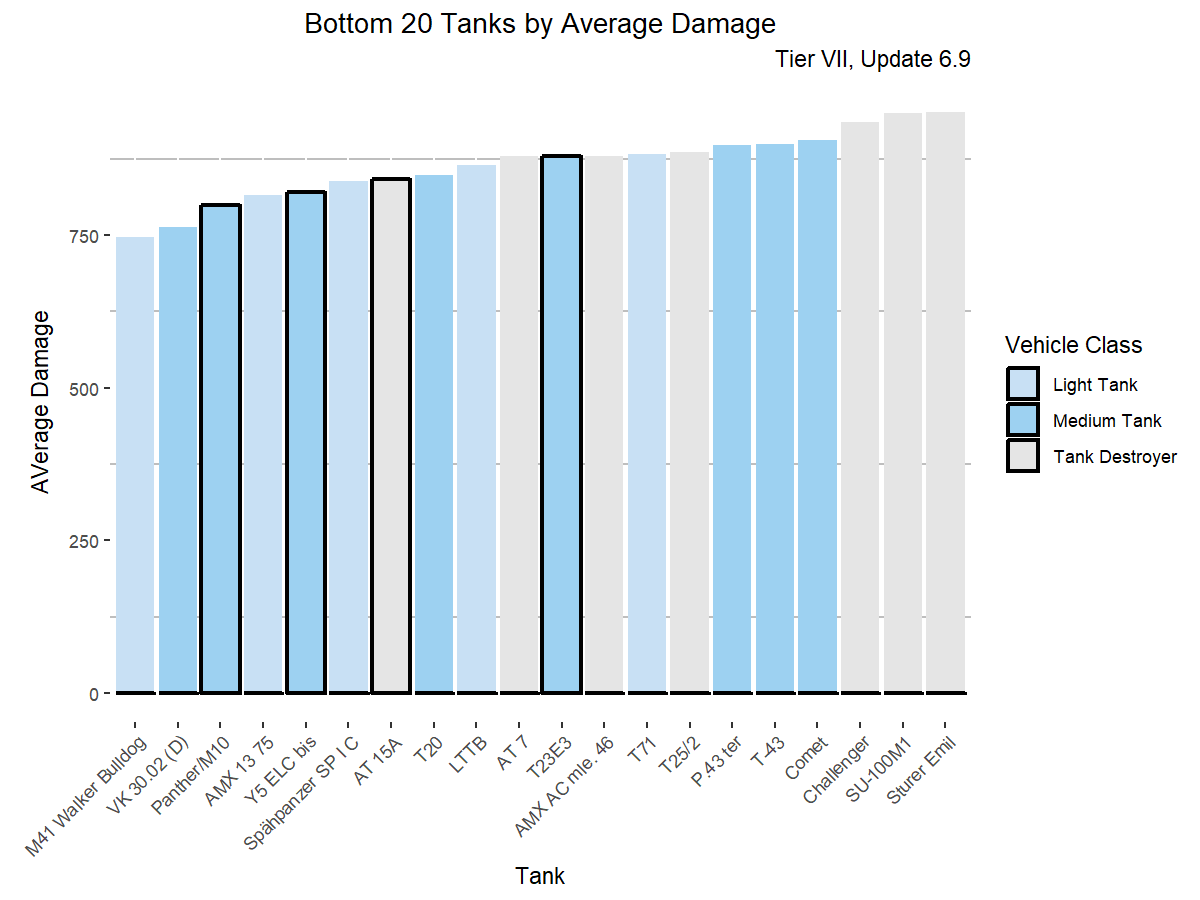 Bottom 20 Tanks by Average Damage
Tier VII, Update 6.9
AVerage Damage
750
500
250
0
M41 Walker Bulldog
VK 30.02 (D)
Panther/M10
AMX 13 75
Y5 ELC bis
Spähpanzer SP I C
AT 15A
T20
LTTB
AT 7
T23E3
AMX AC mle. 46
T71
T25/2
P.43 ter
T-43
Comet
Challenger
SU-100M1
Sturer Emil
Tank
Vehicle Class
Light Tank
Medium Tank
Tank Destroyer